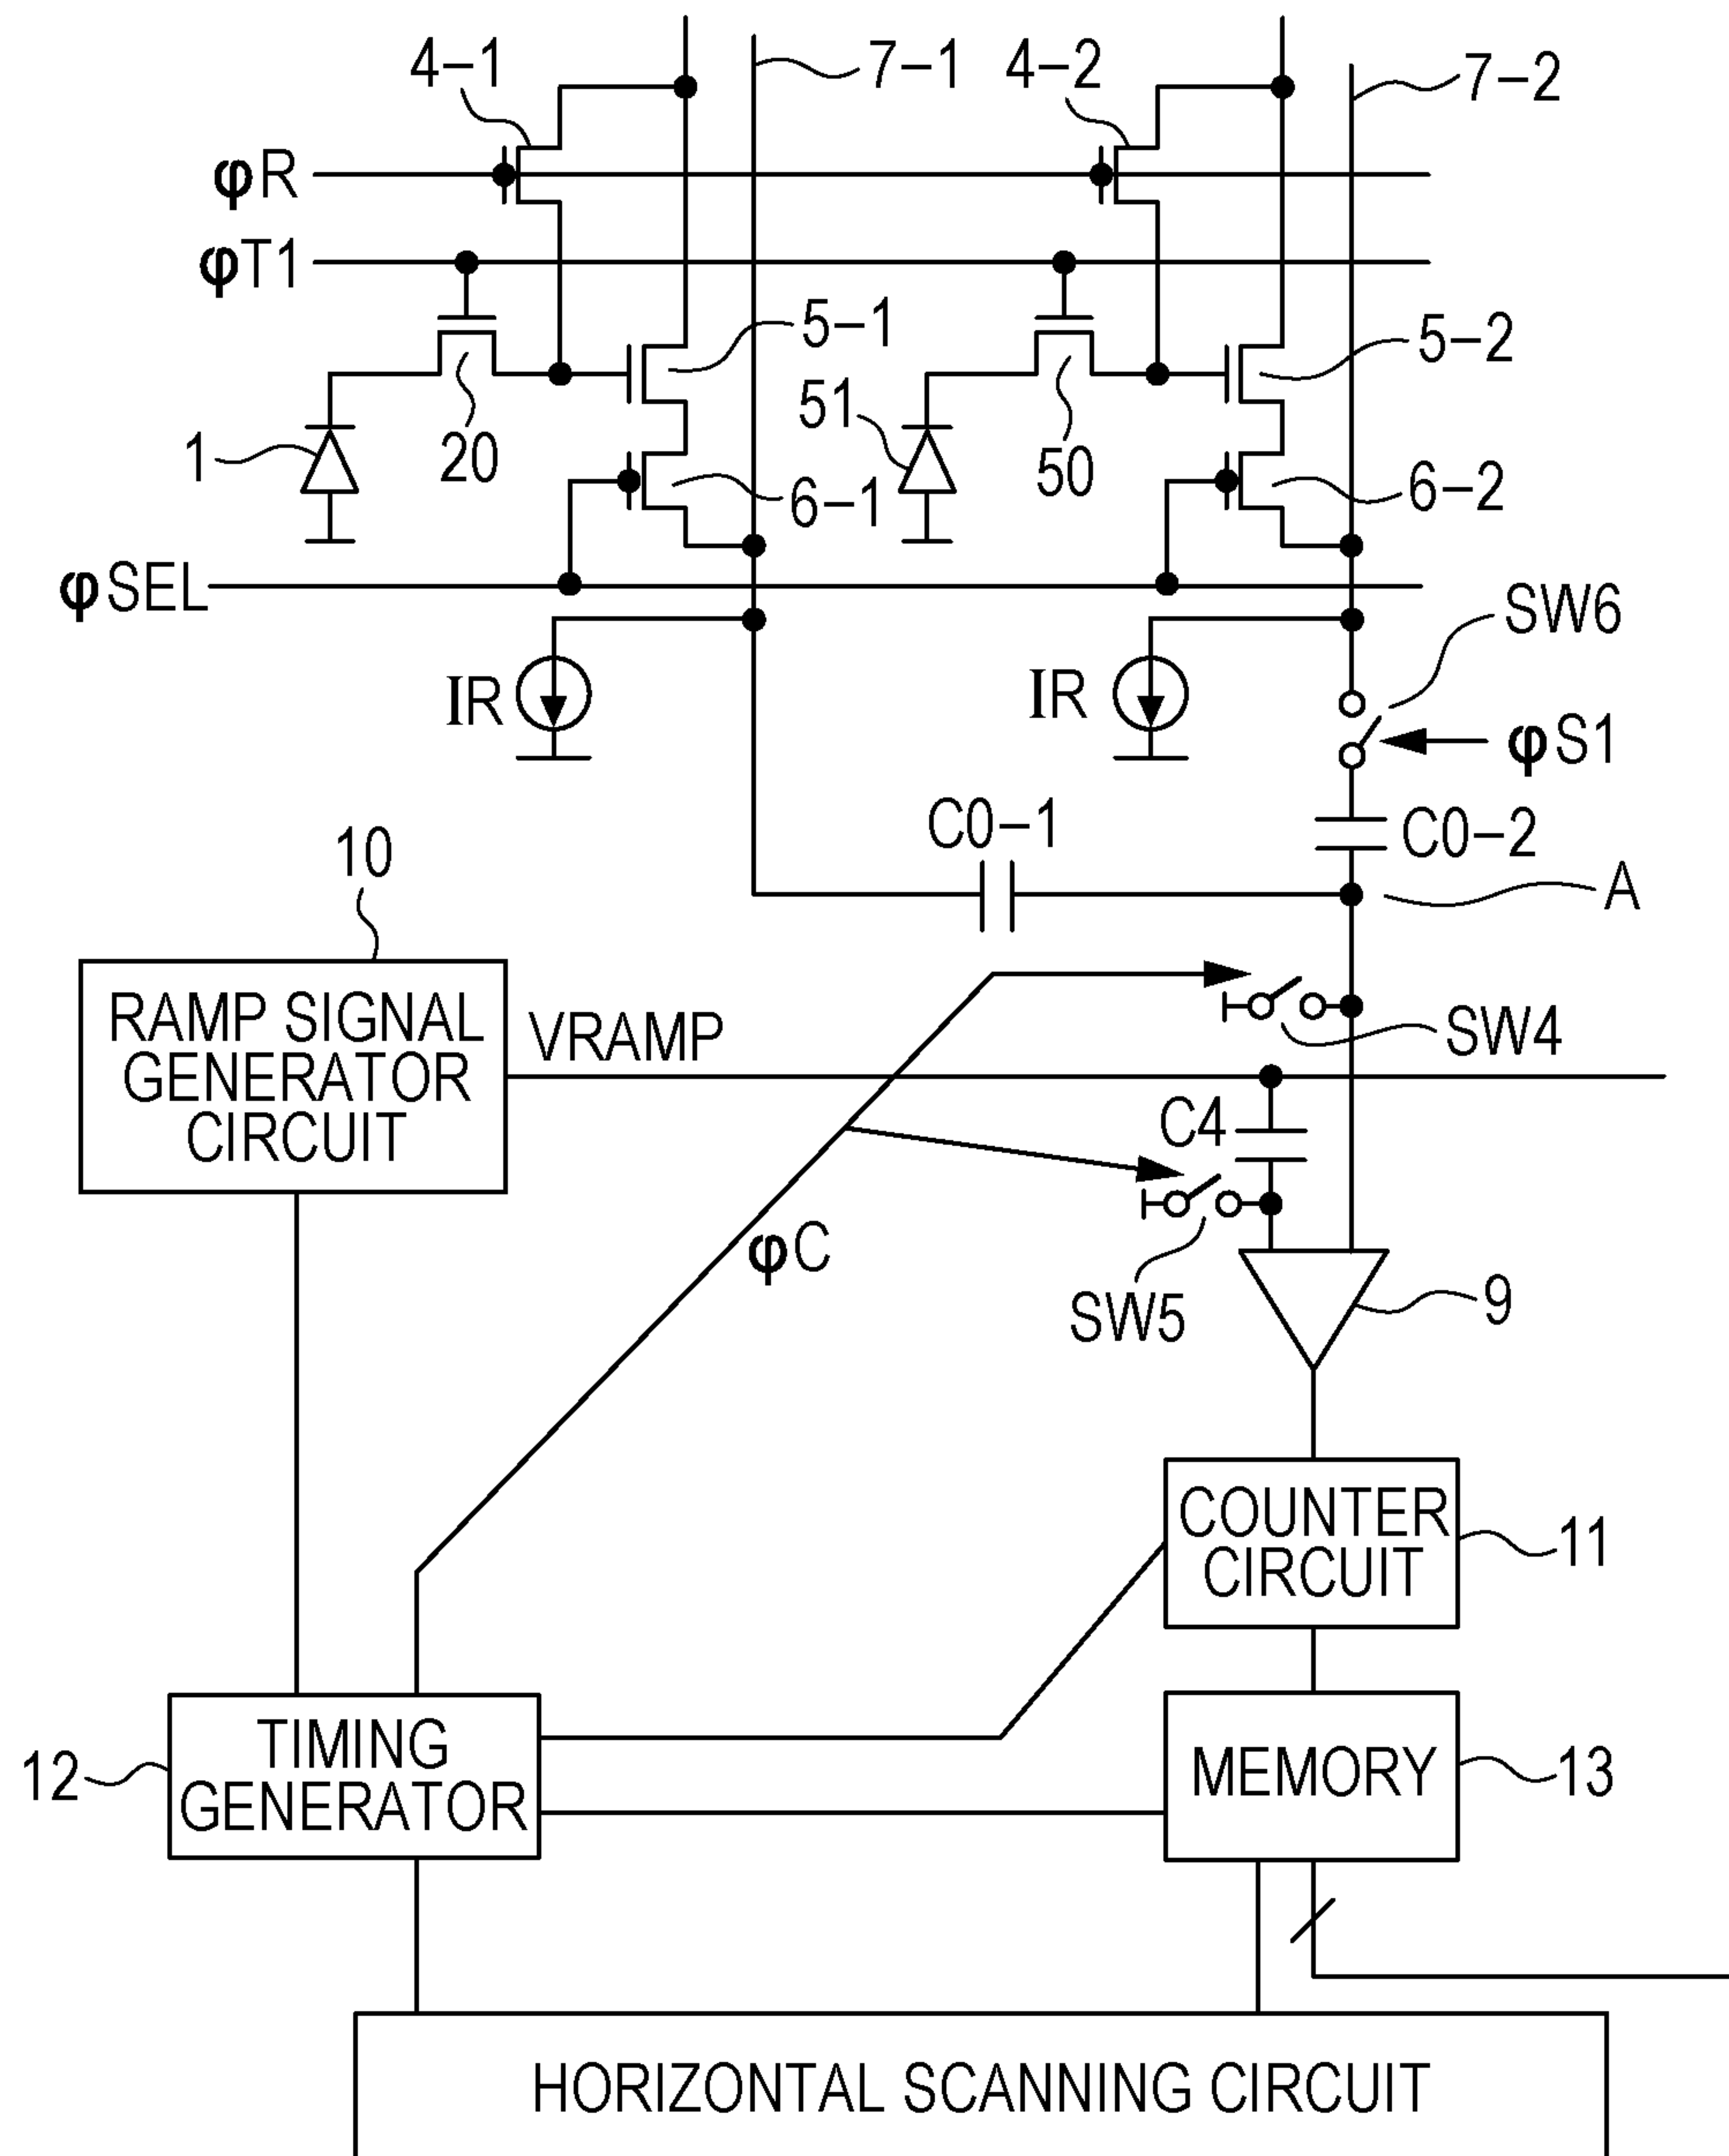 4-1
7-1
4-2
7-2
φR
φT1
5-1
5-2
1
20
51
50
6-1
6-2
φSEL
SW6
IR
IR
φS1
C0-1
C0-2
10
A
RAMP SIGNAL
GENERATOR
CIRCUIT
VRAMP
SW4
C4
φC
SW5
9
COUNTER
CIRCUIT
11
12
TIMING
GENERATOR
MEMORY
13
HORIZONTAL SCANNING CIRCUIT